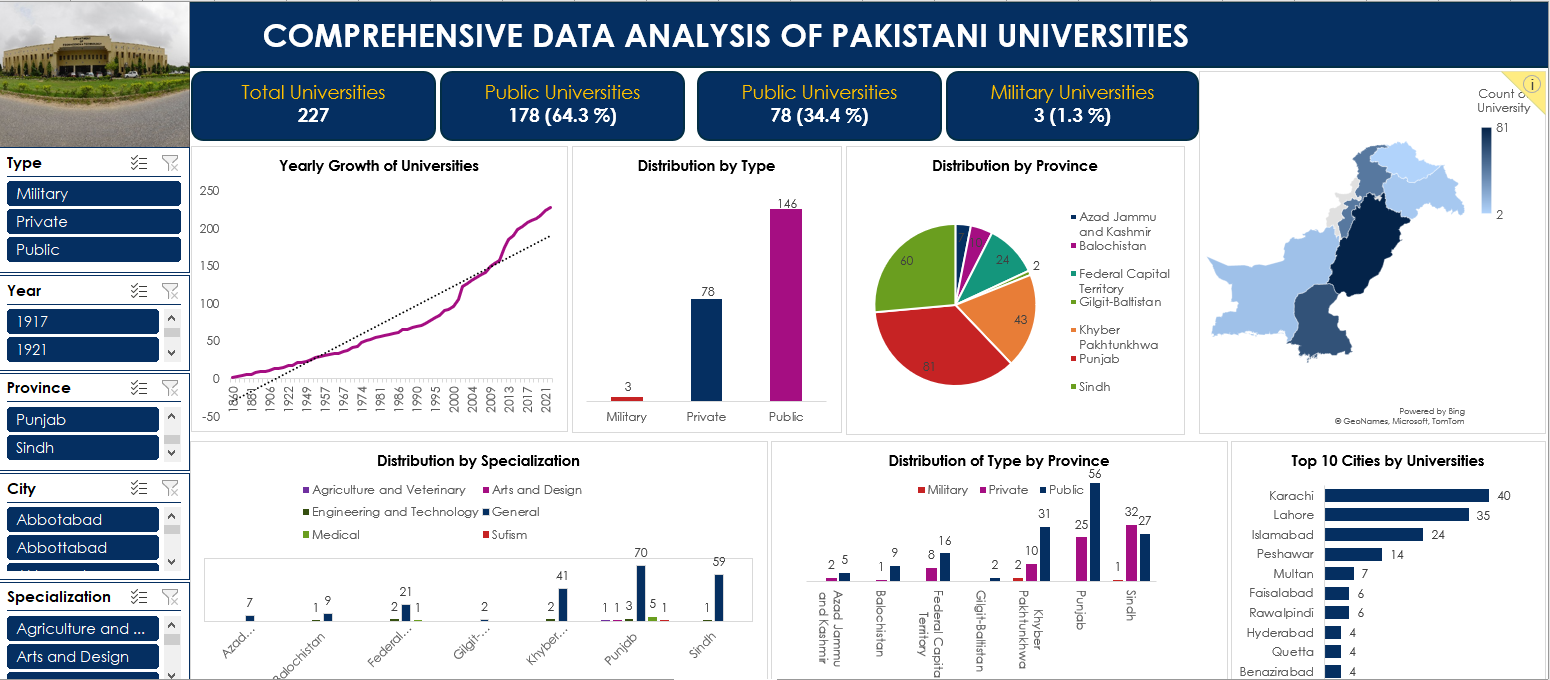 COMPREHENSIVE DATA ANALYSIS OF PAKISTANI UNIVERSITIES
Total Universities
227
Public Universities
178 (64.3 %)
Public Universities
78 (34.4 %)
Military Universities
3 (1.3 %)
Type
Military
Private
Public
Year
1917
1921
Province
Punjab
Sindh
City
Abbotabad
Abbottabad
Specialization
Agriculture and ...
Arts and Design
Yearly Growth of Universities
250
200
150
100
50
0
-50
1860
1906
1922
1949
1957
1967
1974
1981
1986
1990
1995
2000
2004
2009
2013
2017
2021
Distribution by Type
3
78
146
Military
Private
Public
Distribution by Province
7
24
2
43
81
60
Azad Jammu
and Kashmir
Balochistan
Federal Capital
Territory
Gilgit-Baltistan
Khyber
Pakhtunkhwa
Punjab
Sindh
Count of
University
81
2
Powered by Bing
© GeoNames, Microsoft, TomTom
Distribution by Specialization
Agriculture and Veterinary
Arts and Design
Engineering and Technology
General
Medical
Sufism
7
1 9
2 21 1
2
2 41
1 1 3 70 5 1
1 59
Azad...
Balochistan
Federal...
Gilgit-...
Khyber...
Punjab
Sindh
Distribution of Type by Province
Military
Private
Public
2 5
1 9
8 16
2
2 10 31
25 56
1 32 27
Azad Jammu
and Kashmir
Balochistan
Federal Capita
Territory
Gilgit-Baltistan
Khyber
Pakhtunkhwa
Punjab
Sindh
Top 10 Cities by Universities
Karachi 40
Lahore 35
Islamabad 24
Peshawar 14
Multan 7
Faisalabad 6
Rawalpindi 6
Hyderabad 4
Quetta 4
Benazirabad 4